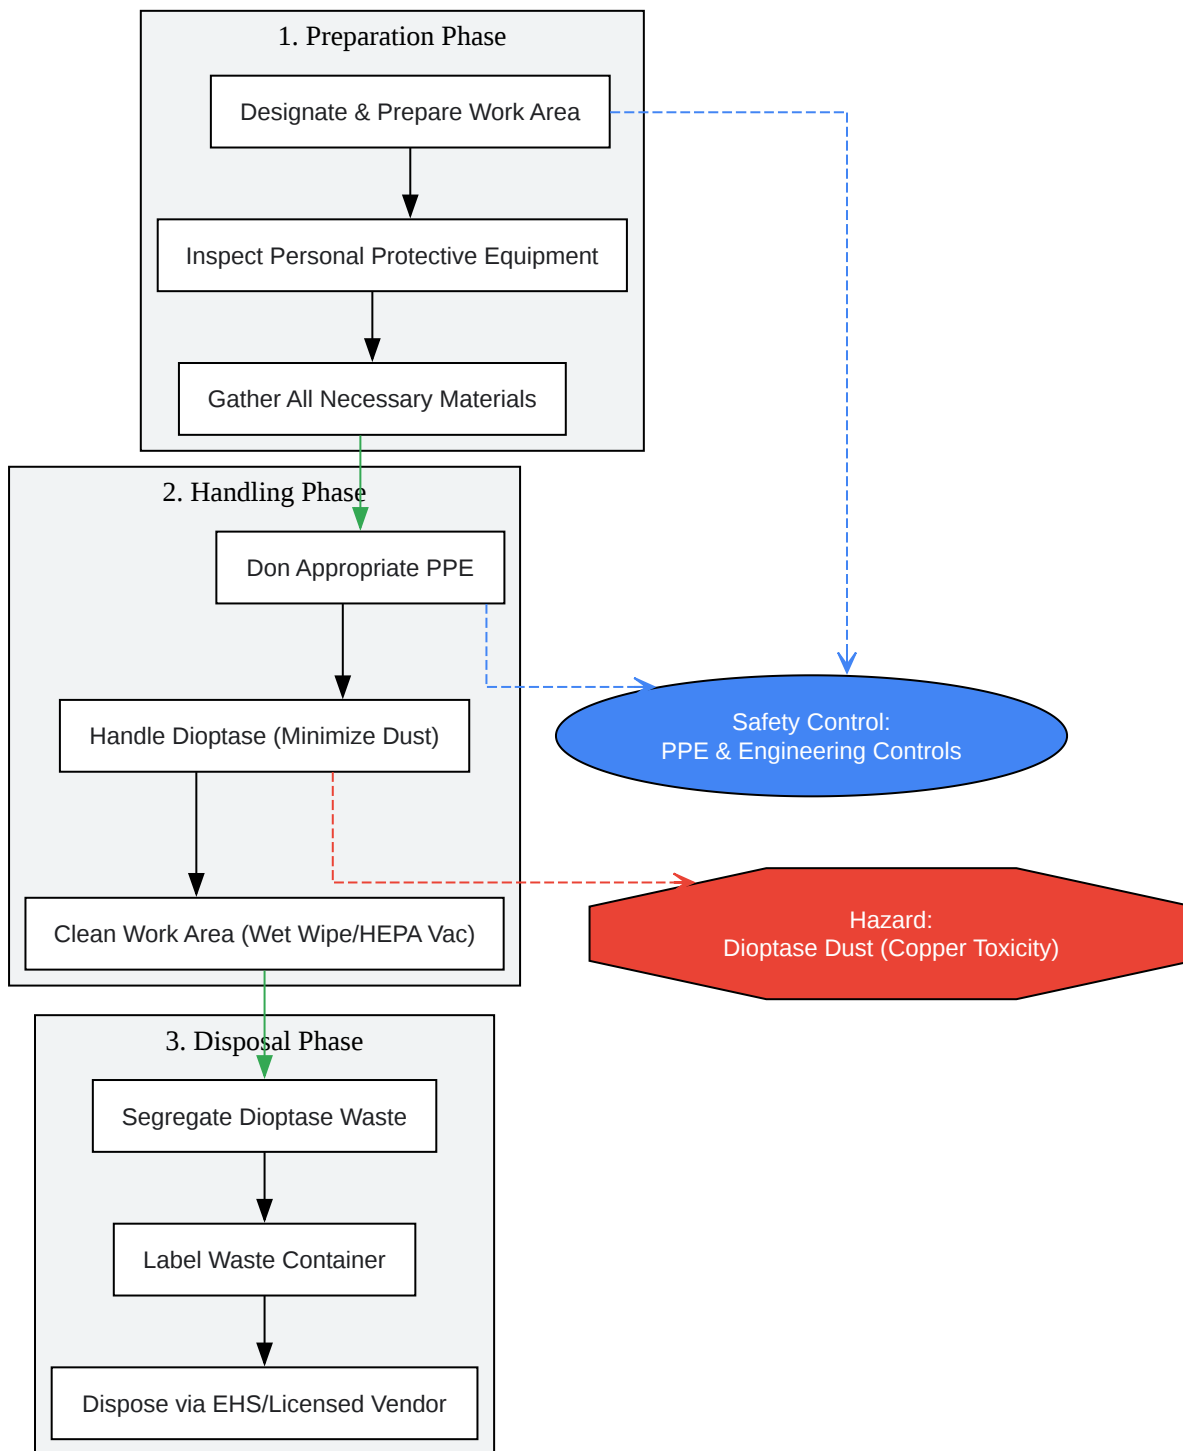 1. Preparation Phase
Designate & Prepare Work Area
Inspect Personal Protective Equipment
Gather All Necessary Materials
2. Handling Phase
Don Appropriate PPE
Handle Dioptase (Minimize Dust)
Safety Control:
PPE & Engineering Controls
Clean Work Area (Wet Wipe/HEPA Vac)
Hazard:
Dioptase Dust (Copper Toxicity)
3. Disposal Phase
Segregate Dioptase Waste
Label Waste Container
Dispose via EHS/Licensed Vendor